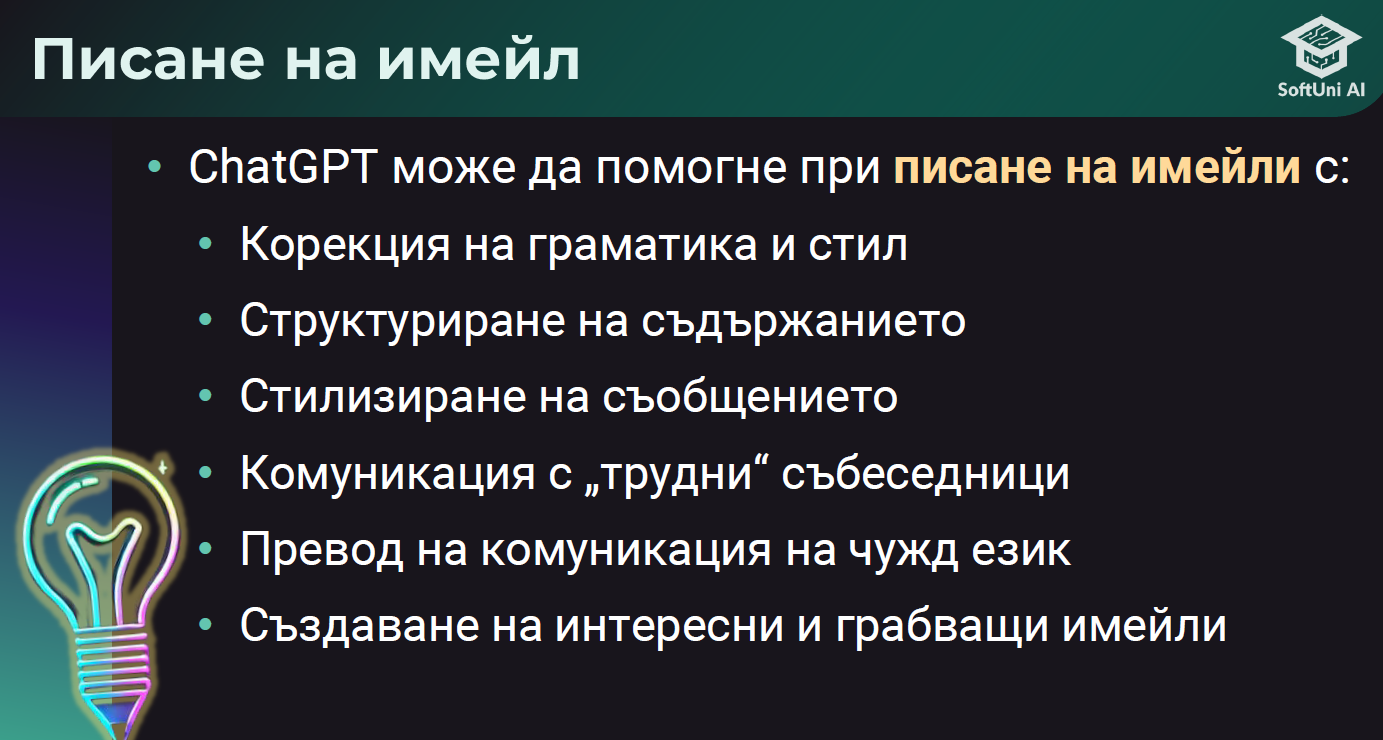 Писане на имейл
SoftUni AI
• ChatGPT може да помогне при писане на имейли с:
• Корекция на граматика и стил
• Структуриране на съдържанието
• Стилизиране на съобщението
• Комуникация с „трудни“ събеседници
• Превод на комуникация на чужд език
• Създаване на интересни и грабващи имейли